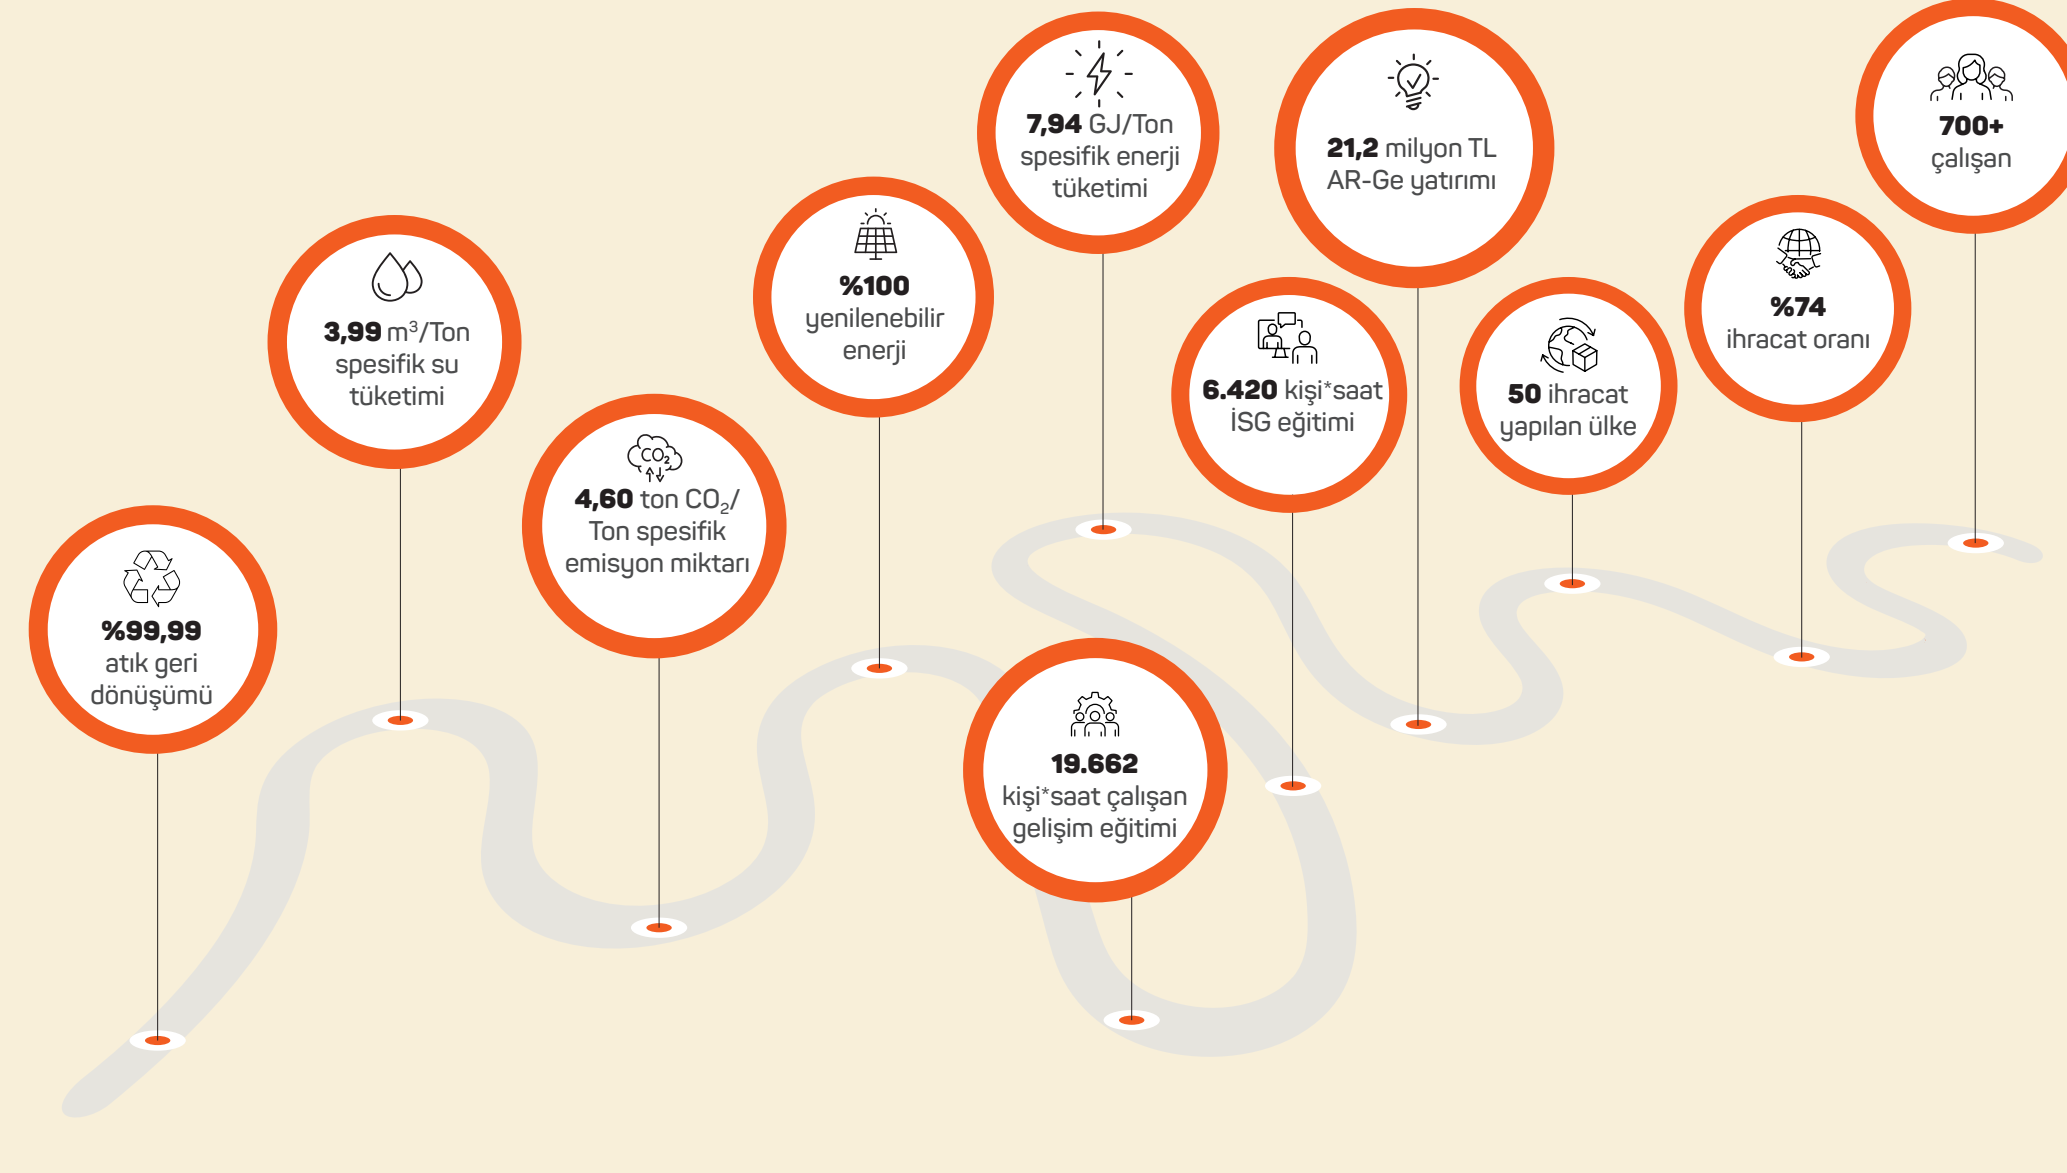 %99,99
atık geri
dönüşümü
3,99 m³/Ton
spesifik su
tüketimi
CO₂
4,60 ton CO₂/
Ton spesifik
emisyon miktarı
%100
yenilenebilir
enerji
19.662
kişi*saat çalışan
gelişim eğitimi
7,94 GJ/Ton
spesifik enerji
tüketimi
6.420 kişi*saat
İSG eğitimi
21,2 milyon TL
AR-Ge yatırımı
50 ihracat
yapılan ülke
%74
ihracat oranı
700+
çalışan